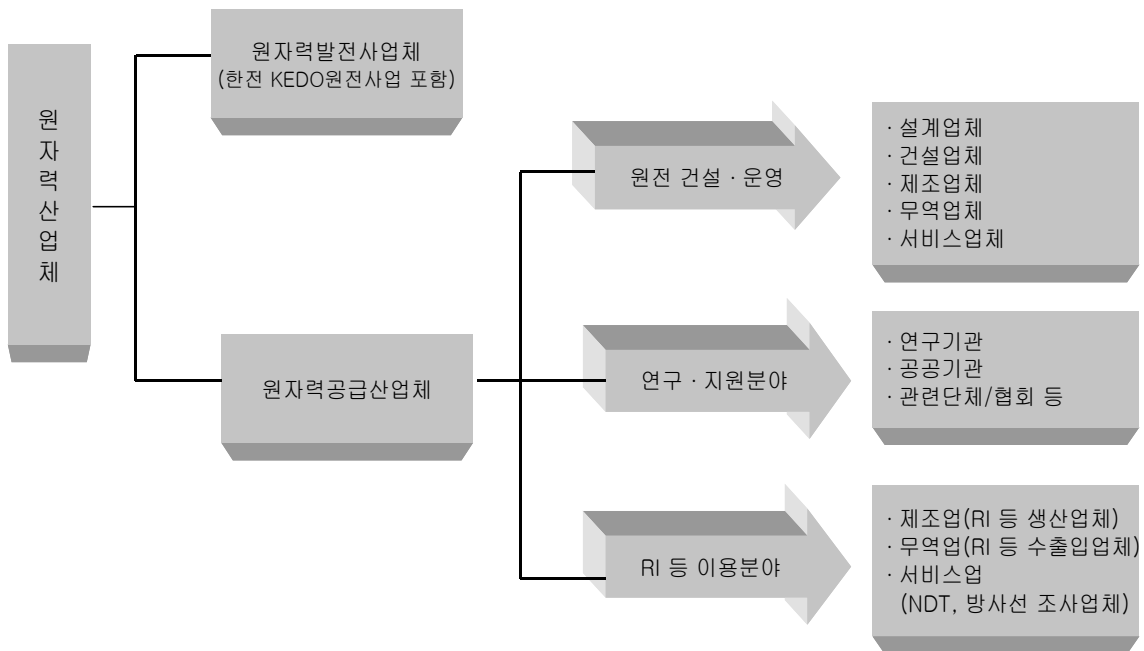 원자력산업체
원자력발전사업체
(한전 KEDO원전사업 포함)
원자력공급산업체
원전 건설 · 운영
· 설계업체
· 건설업체
· 제조업체
· 무역업체
· 서비스업체
연구 · 지원분야
· 연구기관
· 공공기관
· 관련단체/협회 등
RI 등 이용분야
· 제조업(RI 등 생산업체)
· 무역업(RI 등 수출입업체)
· 서비스업
(NDT, 방사선 조사업체)